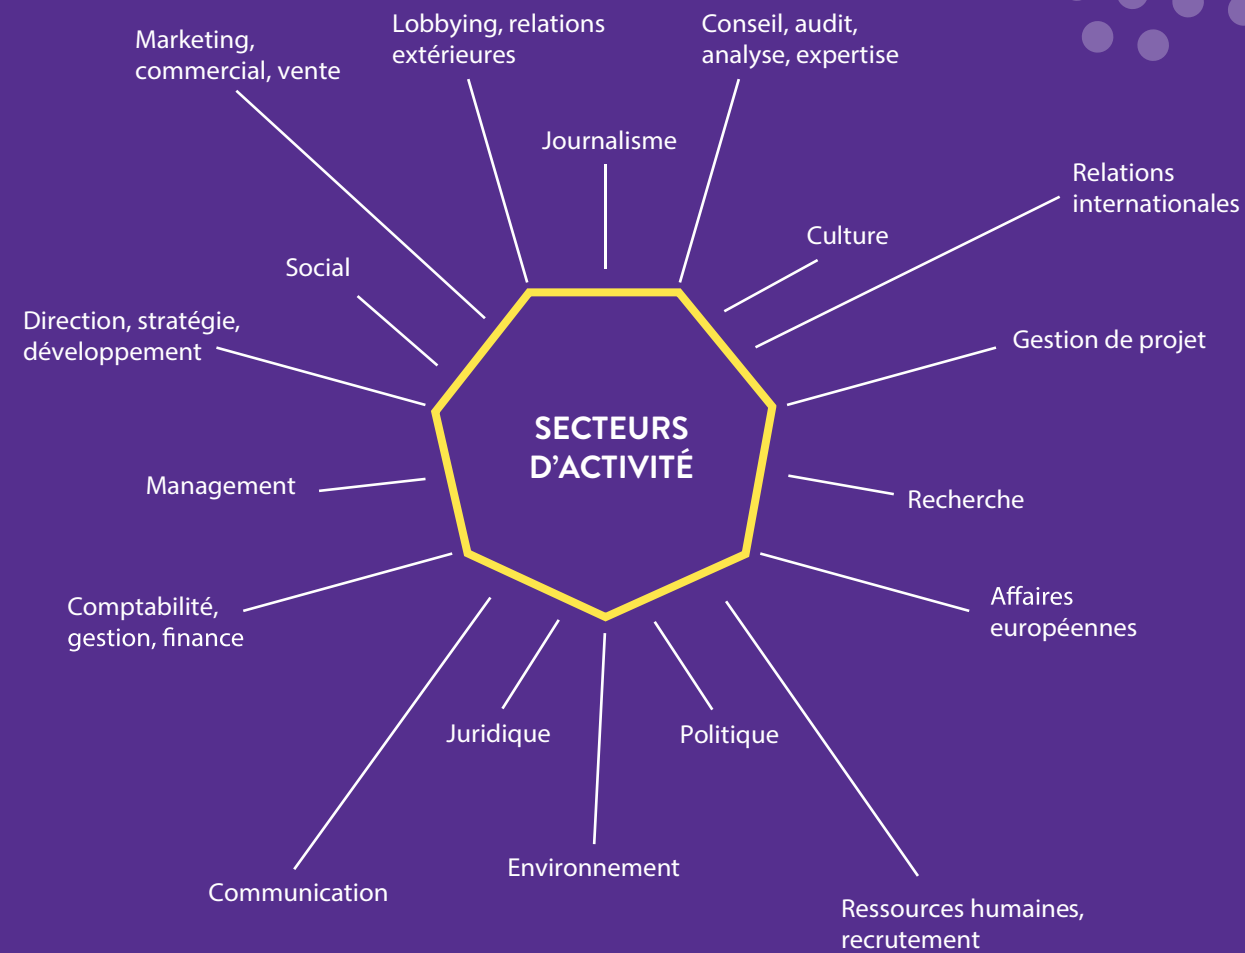 Lobbying, relations
extérieures
Conseil, audit,
analyse, expertise
Marketing,
commercial, vente
Journalisme
Relations
internationales
Culture
Social
Direction, stratégie,
développement
Gestion de projet
SECTEURS
D’ACTIVITÉ
Management
Recherche
Comptabilité,
gestion, finance
Affaires
européennes
Juridique
Politique
Environnement
Communication
Ressources humaines,
recrutement